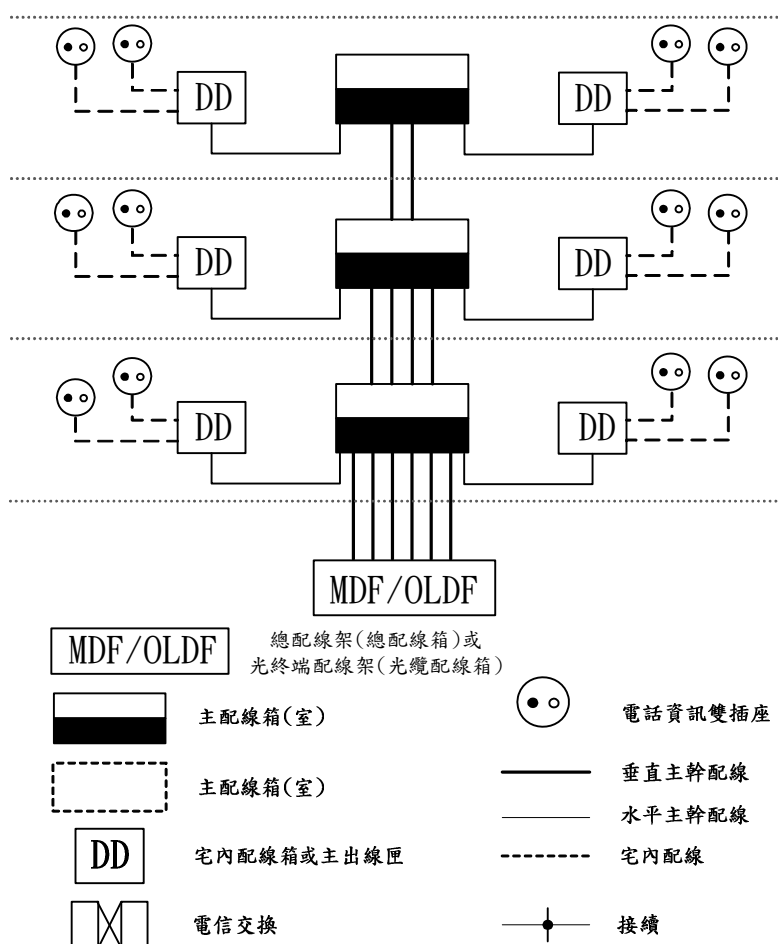 DD
DD
DD
DD
DD
DD
MDF/OLDF
MDF/OLDF
總配線架(總配線箱)或
光終端配線架(光纜配線箱)
主配線箱(室)
電話資訊雙插座
主配線箱(室)
垂直主幹配線
水平主幹配線
DD
宅內配線箱或主出線匣
宅內配線
電信交換
接續